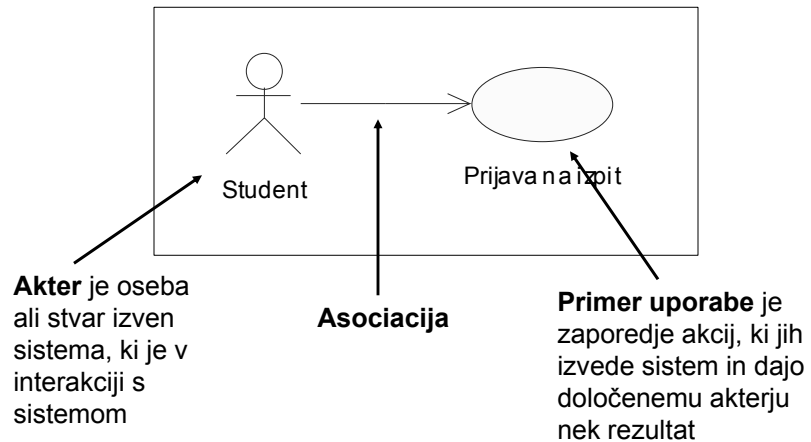 Student
Prijava na izpit
Akter je oseba
ali stvar izven
sistema, ki je v
interakciji s
sistemom
Asociacija
Primer uporabe je
zaporedje akcij, ki jih
izvede sistem in dajo
določenemu akterju
nek rezultat